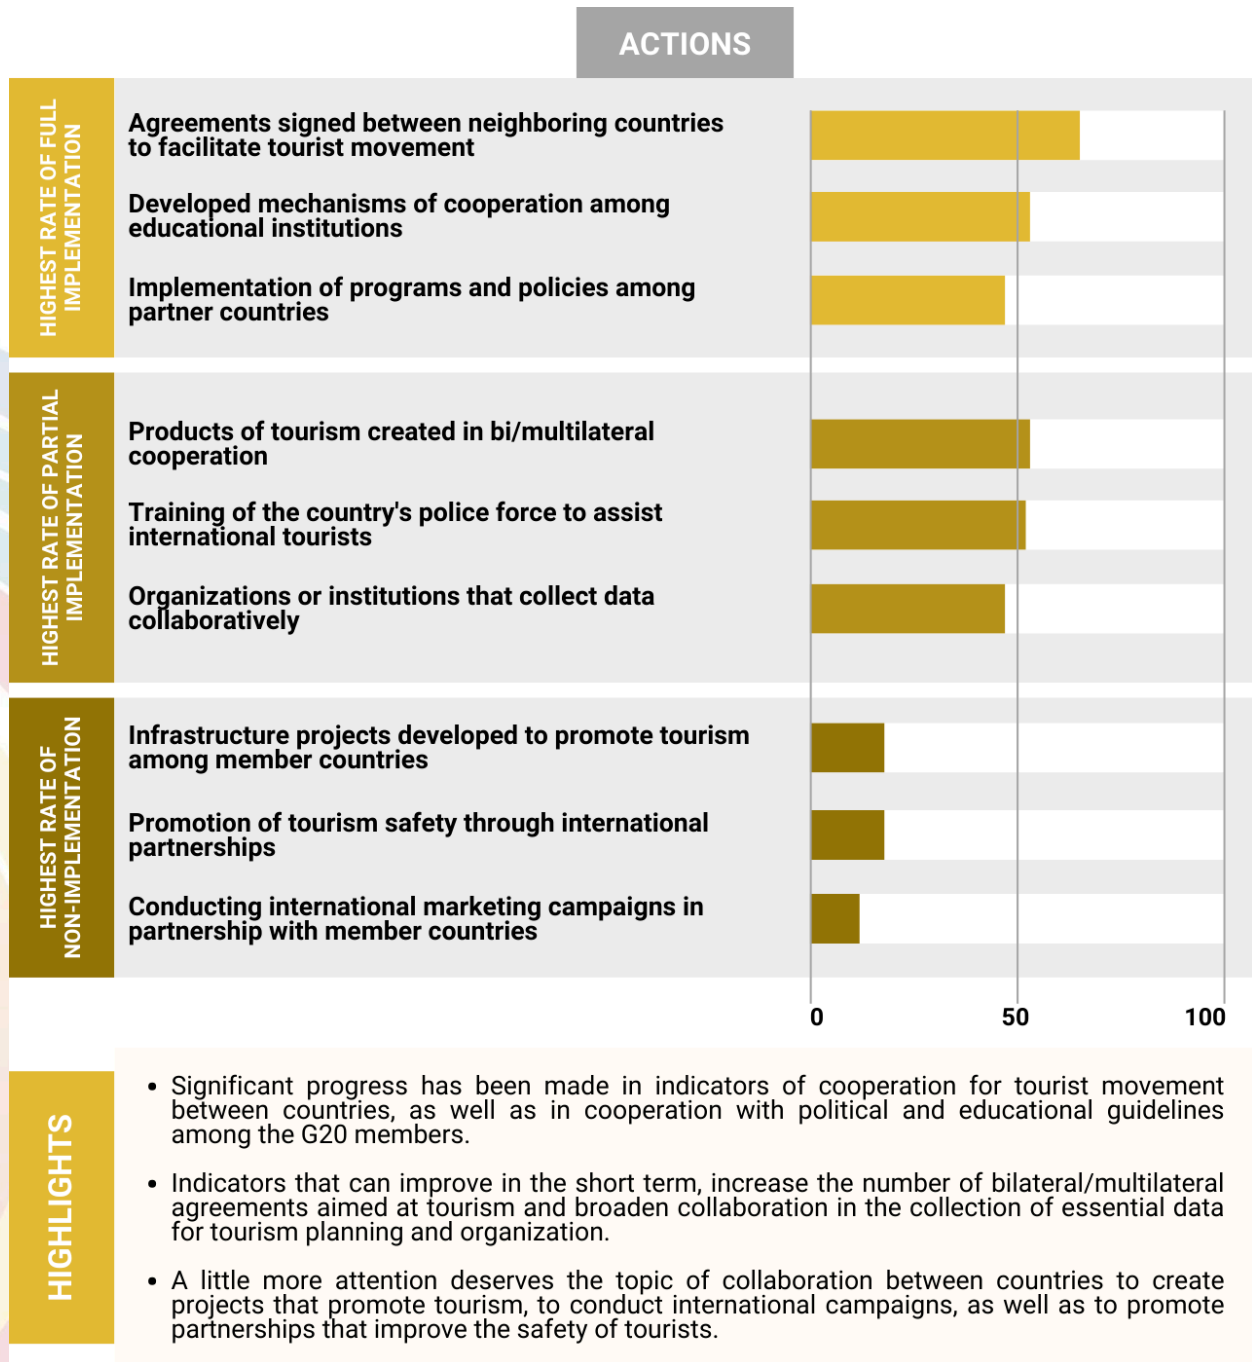 ACTIONS
HIGHEST RATE OF FULL
IMPLEMENTATION
Agreements signed between neighboring countries
to facilitate tourist movement
Developed mechanisms of cooperation among
educational institutions
Implementation of programs and policies among
partner countries
HIGHEST RATE OF PARTIAL
IMPLEMENTATION
Products of tourism created in bi/multilateral
cooperation
Training of the country's police force to assist
international tourists
Organizations or institutions that collect data
collaboratively
HIGHEST RATE OF
NON-IMPLEMENTATION
Infrastructure projects developed to promote tourism
among member countries
Promotion of tourism safety through international
partnerships
Conducting international marketing campaigns in
partnership with member countries
0 50 100
HIGHLIGHTS
• Significant progress has been made in indicators of cooperation for tourist movement
between countries, as well as in cooperation with political and educational guidelines
among the G20 members.
• Indicators that can improve in the short term, increase the number of bilateral/multilateral
agreements aimed at tourism and broaden collaboration in the collection of essential data
for tourism planning and organization.
• A little more attention deserves the topic of collaboration between countries to create
projects that promote tourism, to conduct international campaigns, as well as to promote
partnerships that improve the safety of tourists.